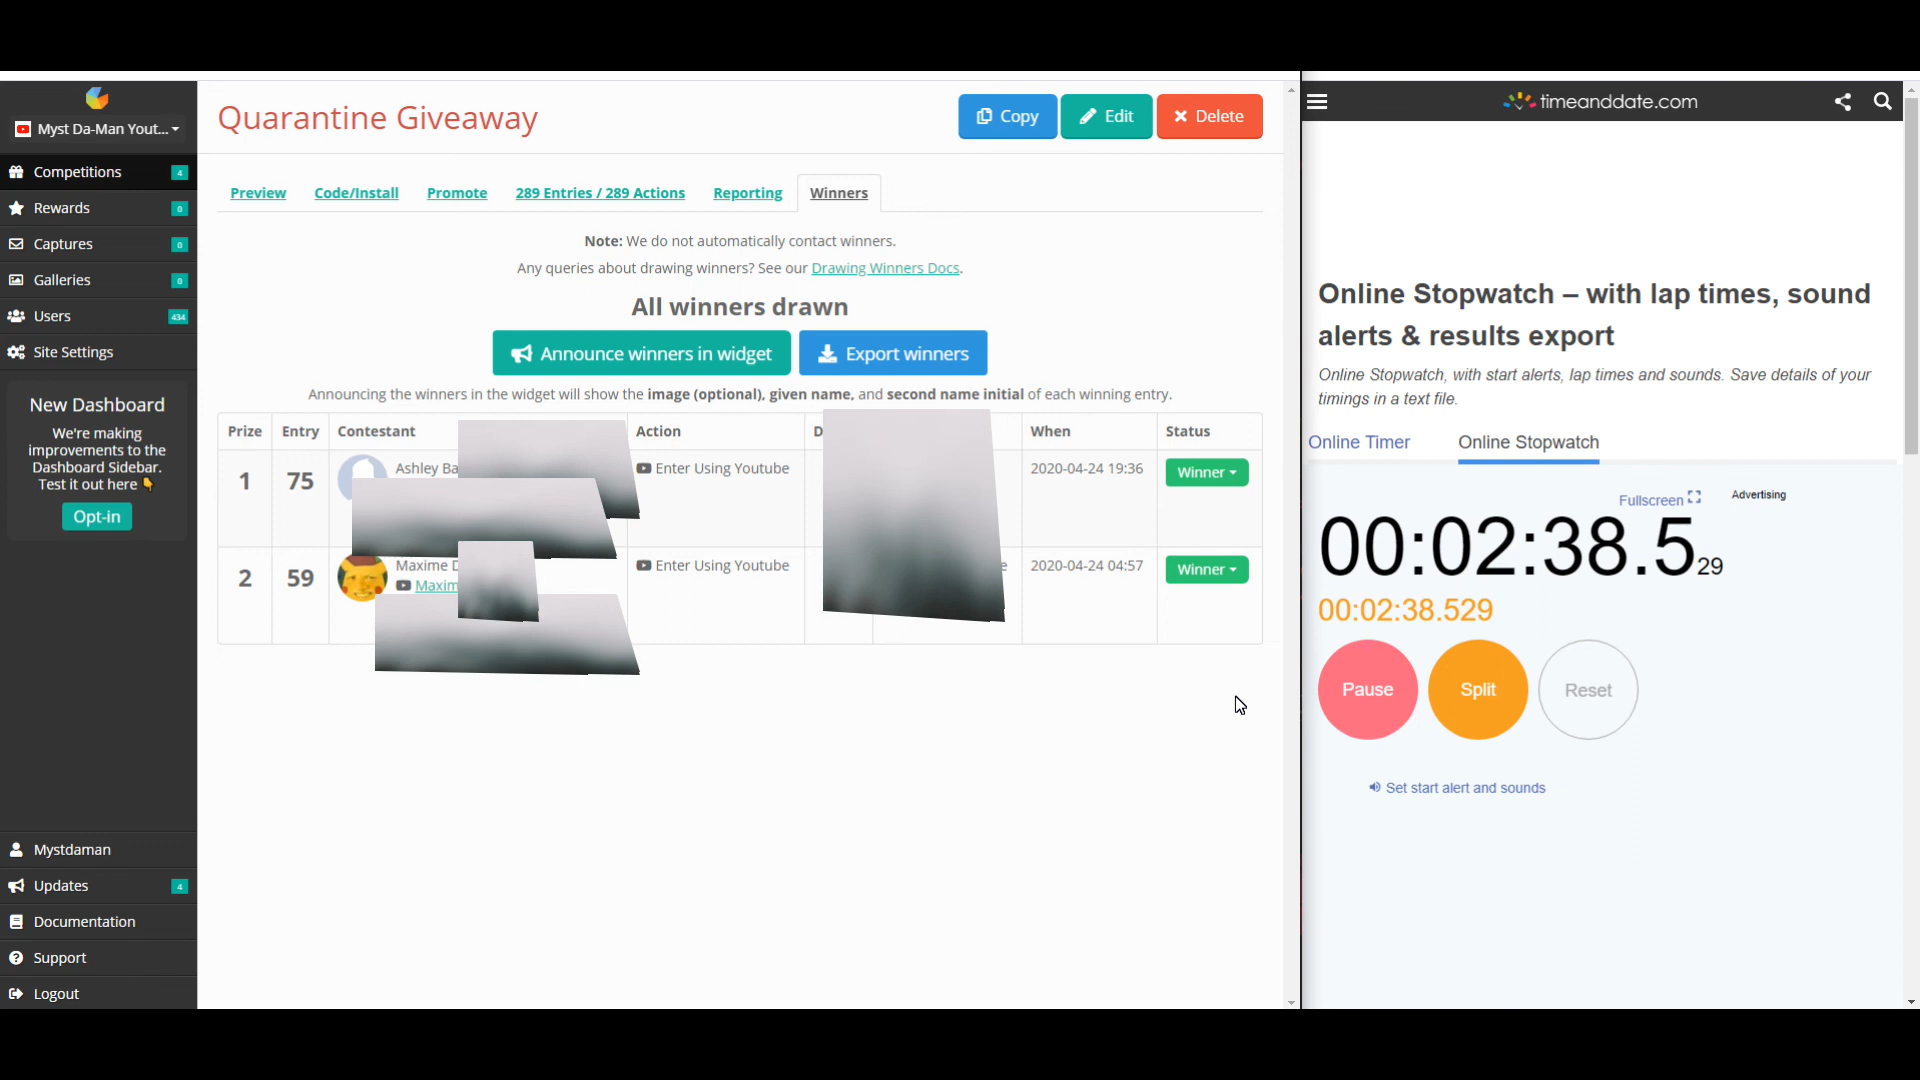 Myst Da-Man Yout...
Competitions 4
Rewards 0
Captures 0
Galleries 0
Users 434
Site Settings
New Dashboard
We're making
improvements to the
Dashboard Sidebar.
Test it out here 👇
Opt-in
Mystdaman
Updates 4
Documentation
Support
Logout
Quarantine Giveaway
Copy Edit Delete
Preview Code/Install Promote 289 Entries / 289 Actions Reporting Winners
Note: We do not automatically contact winners.
Any queries about drawing winners? See our Drawing Winners Docs.
All winners drawn
Announce winners in widget Export winners
Announcing the winners in the widget will show the image (optional), given name, and second name initial of each winning entry.
Prize Entry Contestant Action When Status
1 75 Ashley Enter Using Youtube 2020-04-24 19:36 Winner
2 59 Maxime Enter Using Youtube 2020-04-24 04:57 Winner
Maxim
timeanddate.com
Online Stopwatch – with lap times, sound
alerts & results export
Online Stopwatch, with start alerts, lap times and sounds. Save details of your
timings in a text file.
Online Timer Online Stopwatch
Fullscreen Advertising
00:02:38.529
00:02:38.529
Pause Split Reset
Set start alert and sounds